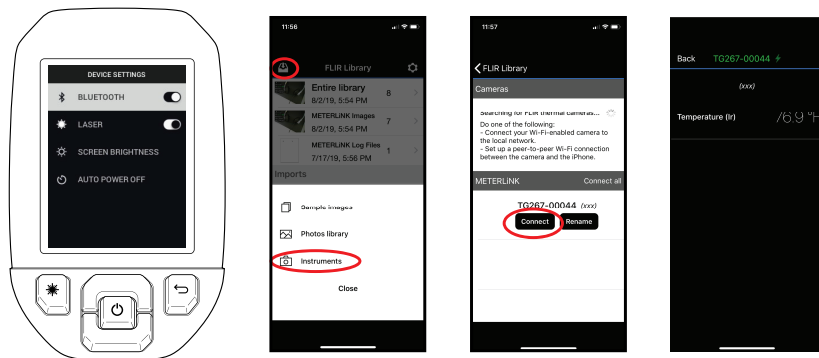 DEVICE SETTINGS
BLUETOOTH
LASER
SCREEN BRIGHTNESS
AUTO POWER OFF
11:56
FLIR Library
Entire library
8/2/19, 5:54 PM
8
METERLiNK Images
8/2/19, 5:54 PM
7
METERLiNK Log Files
7/17/19, 5:56 PM
1
Imports
Sample images
Photos library
Instruments
Close
11:57
FLIR Library
Cameras
Searching for FLIR thermal cameras...
Do one of the following:
- Connect your Wi-Fi-enabled camera to
the local network.
- Set up a peer-to-peer Wi-Fi connection
between the camera and the iPhone.
METERLiNK Connect all
TG267-00044 (xxx)
Connect Rename
Back TG267-00044
(xxx)
Temperature (Ir) 76.9 °F